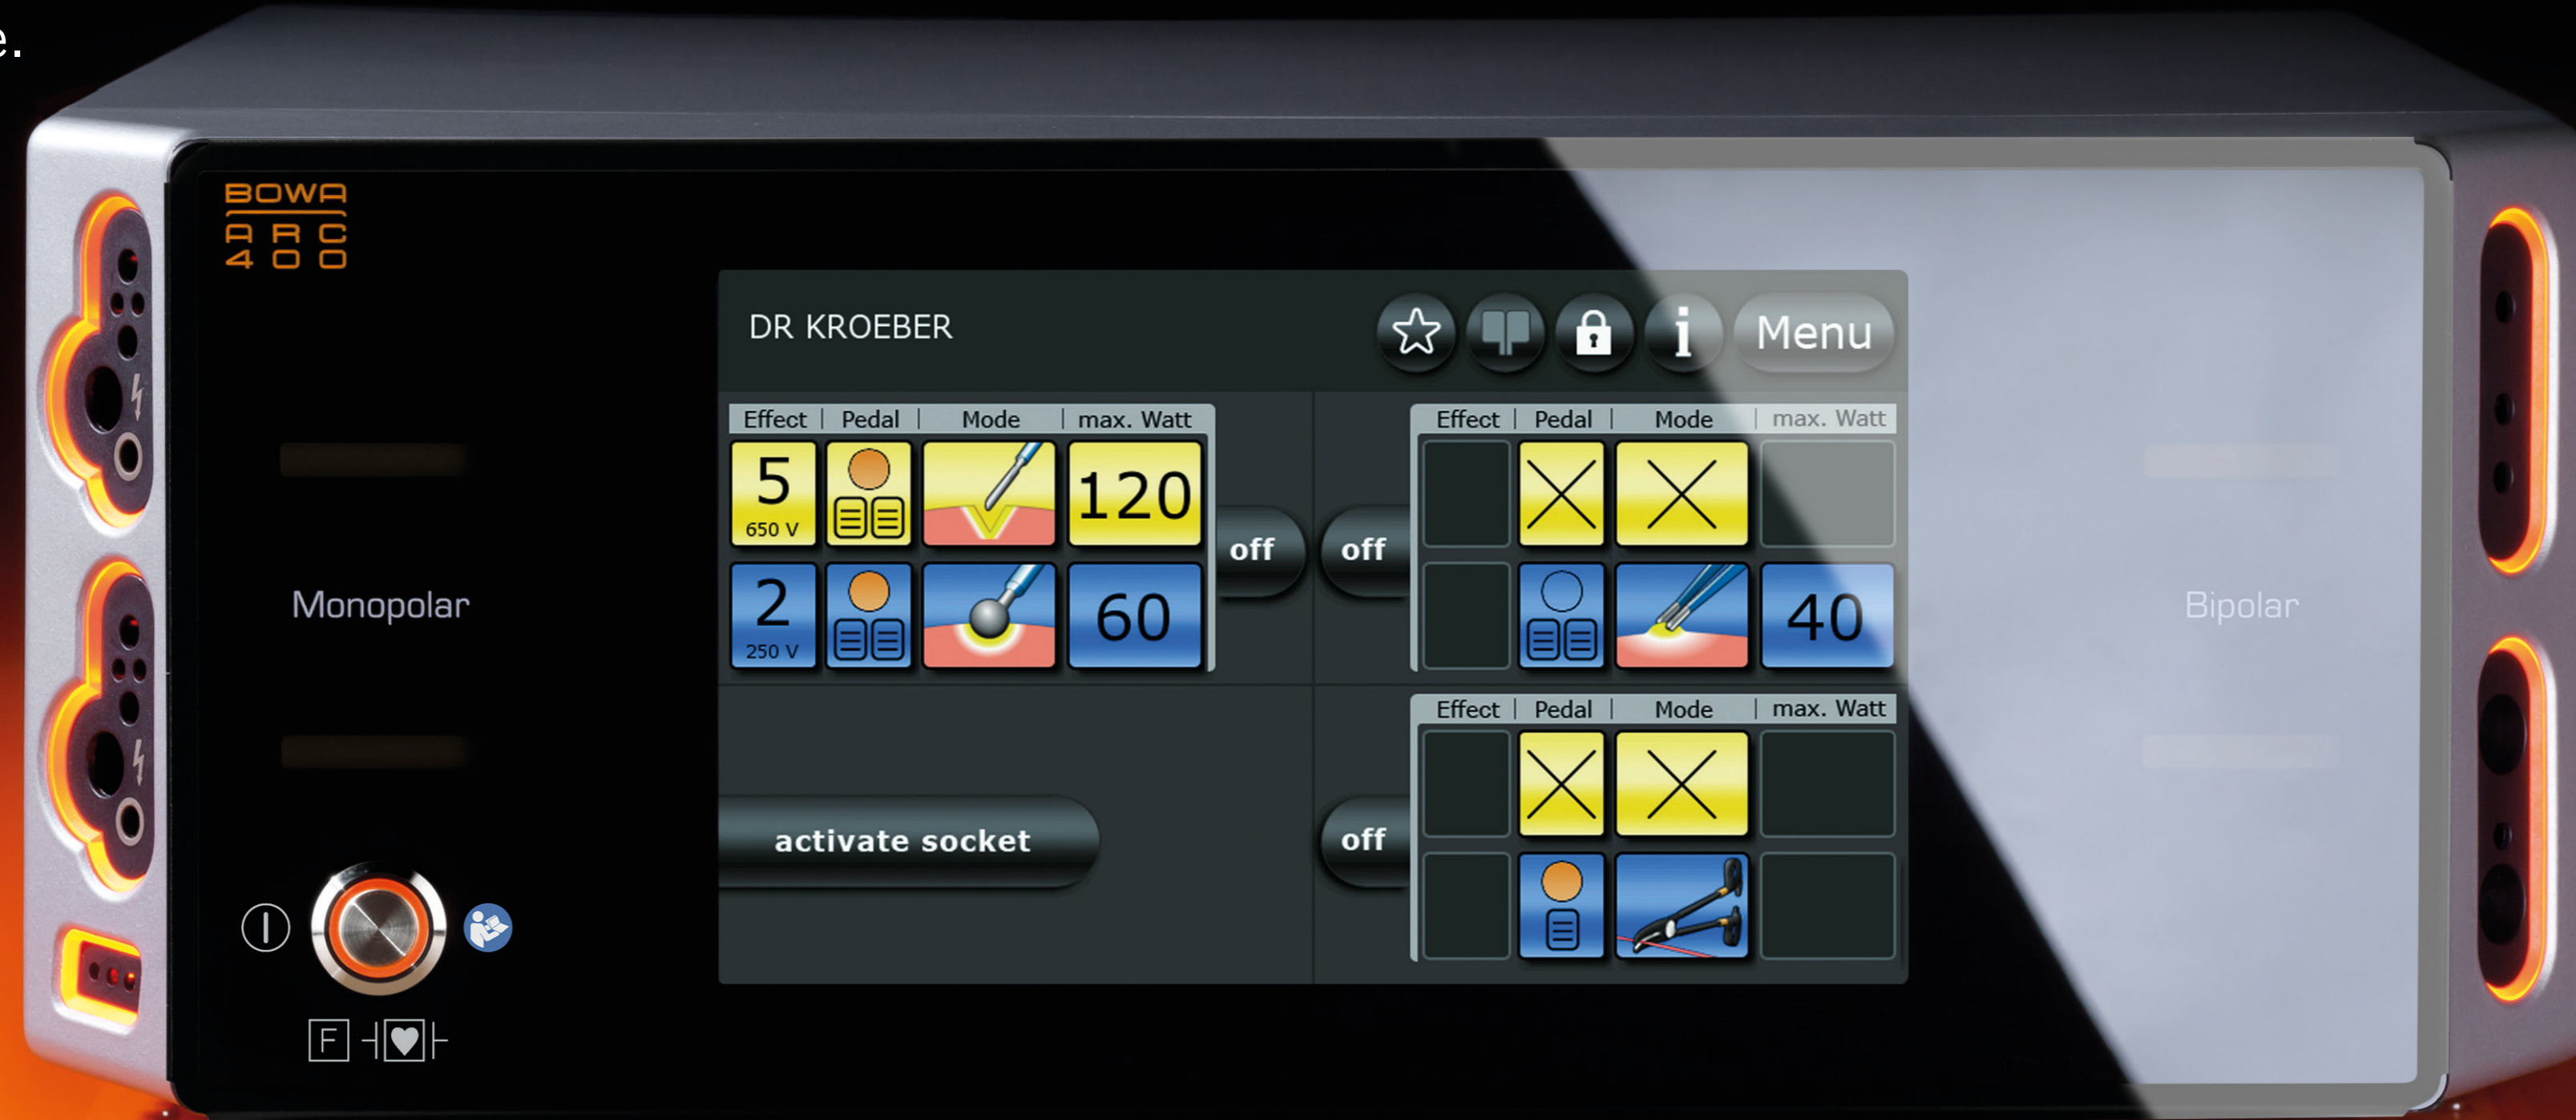 e.
BOWA
ARC
400
DR KROEBER
i
Menu
Effect | Pedal | Mode | max. Watt
5
650 V
120
off
2
250 V
60
off
Effect | Pedal | Mode | max. Watt
40
Monopolar
Bipolar
activate socket
off
Effect | Pedal | Mode | max. Watt
F